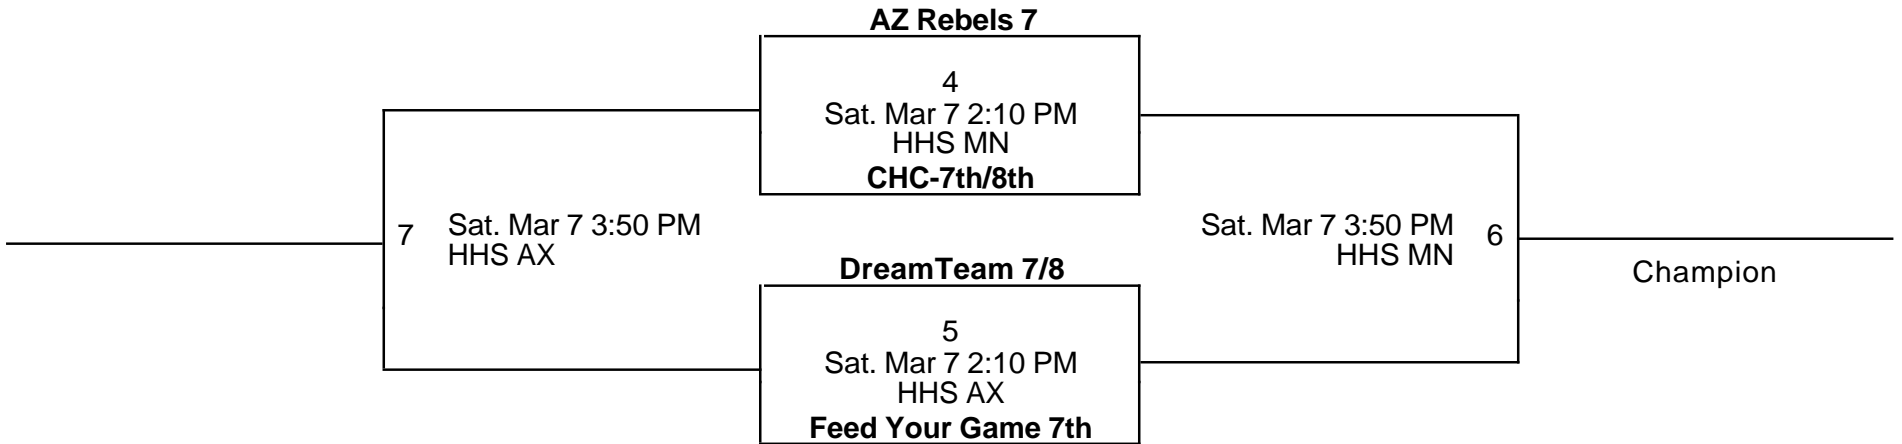 AZ Rebels 7
4
Sat. Mar 7 2:10 PM
HHS MN
CHC-7th/8th
7
Sat. Mar 7 3:50 PM
HHS AX
Sat. Mar 7 3:50 PM
HHS MN
6
Champion
DreamTeam 7/8
5
Sat. Mar 7 2:10 PM
HHS AX
Feed Your Game 7th